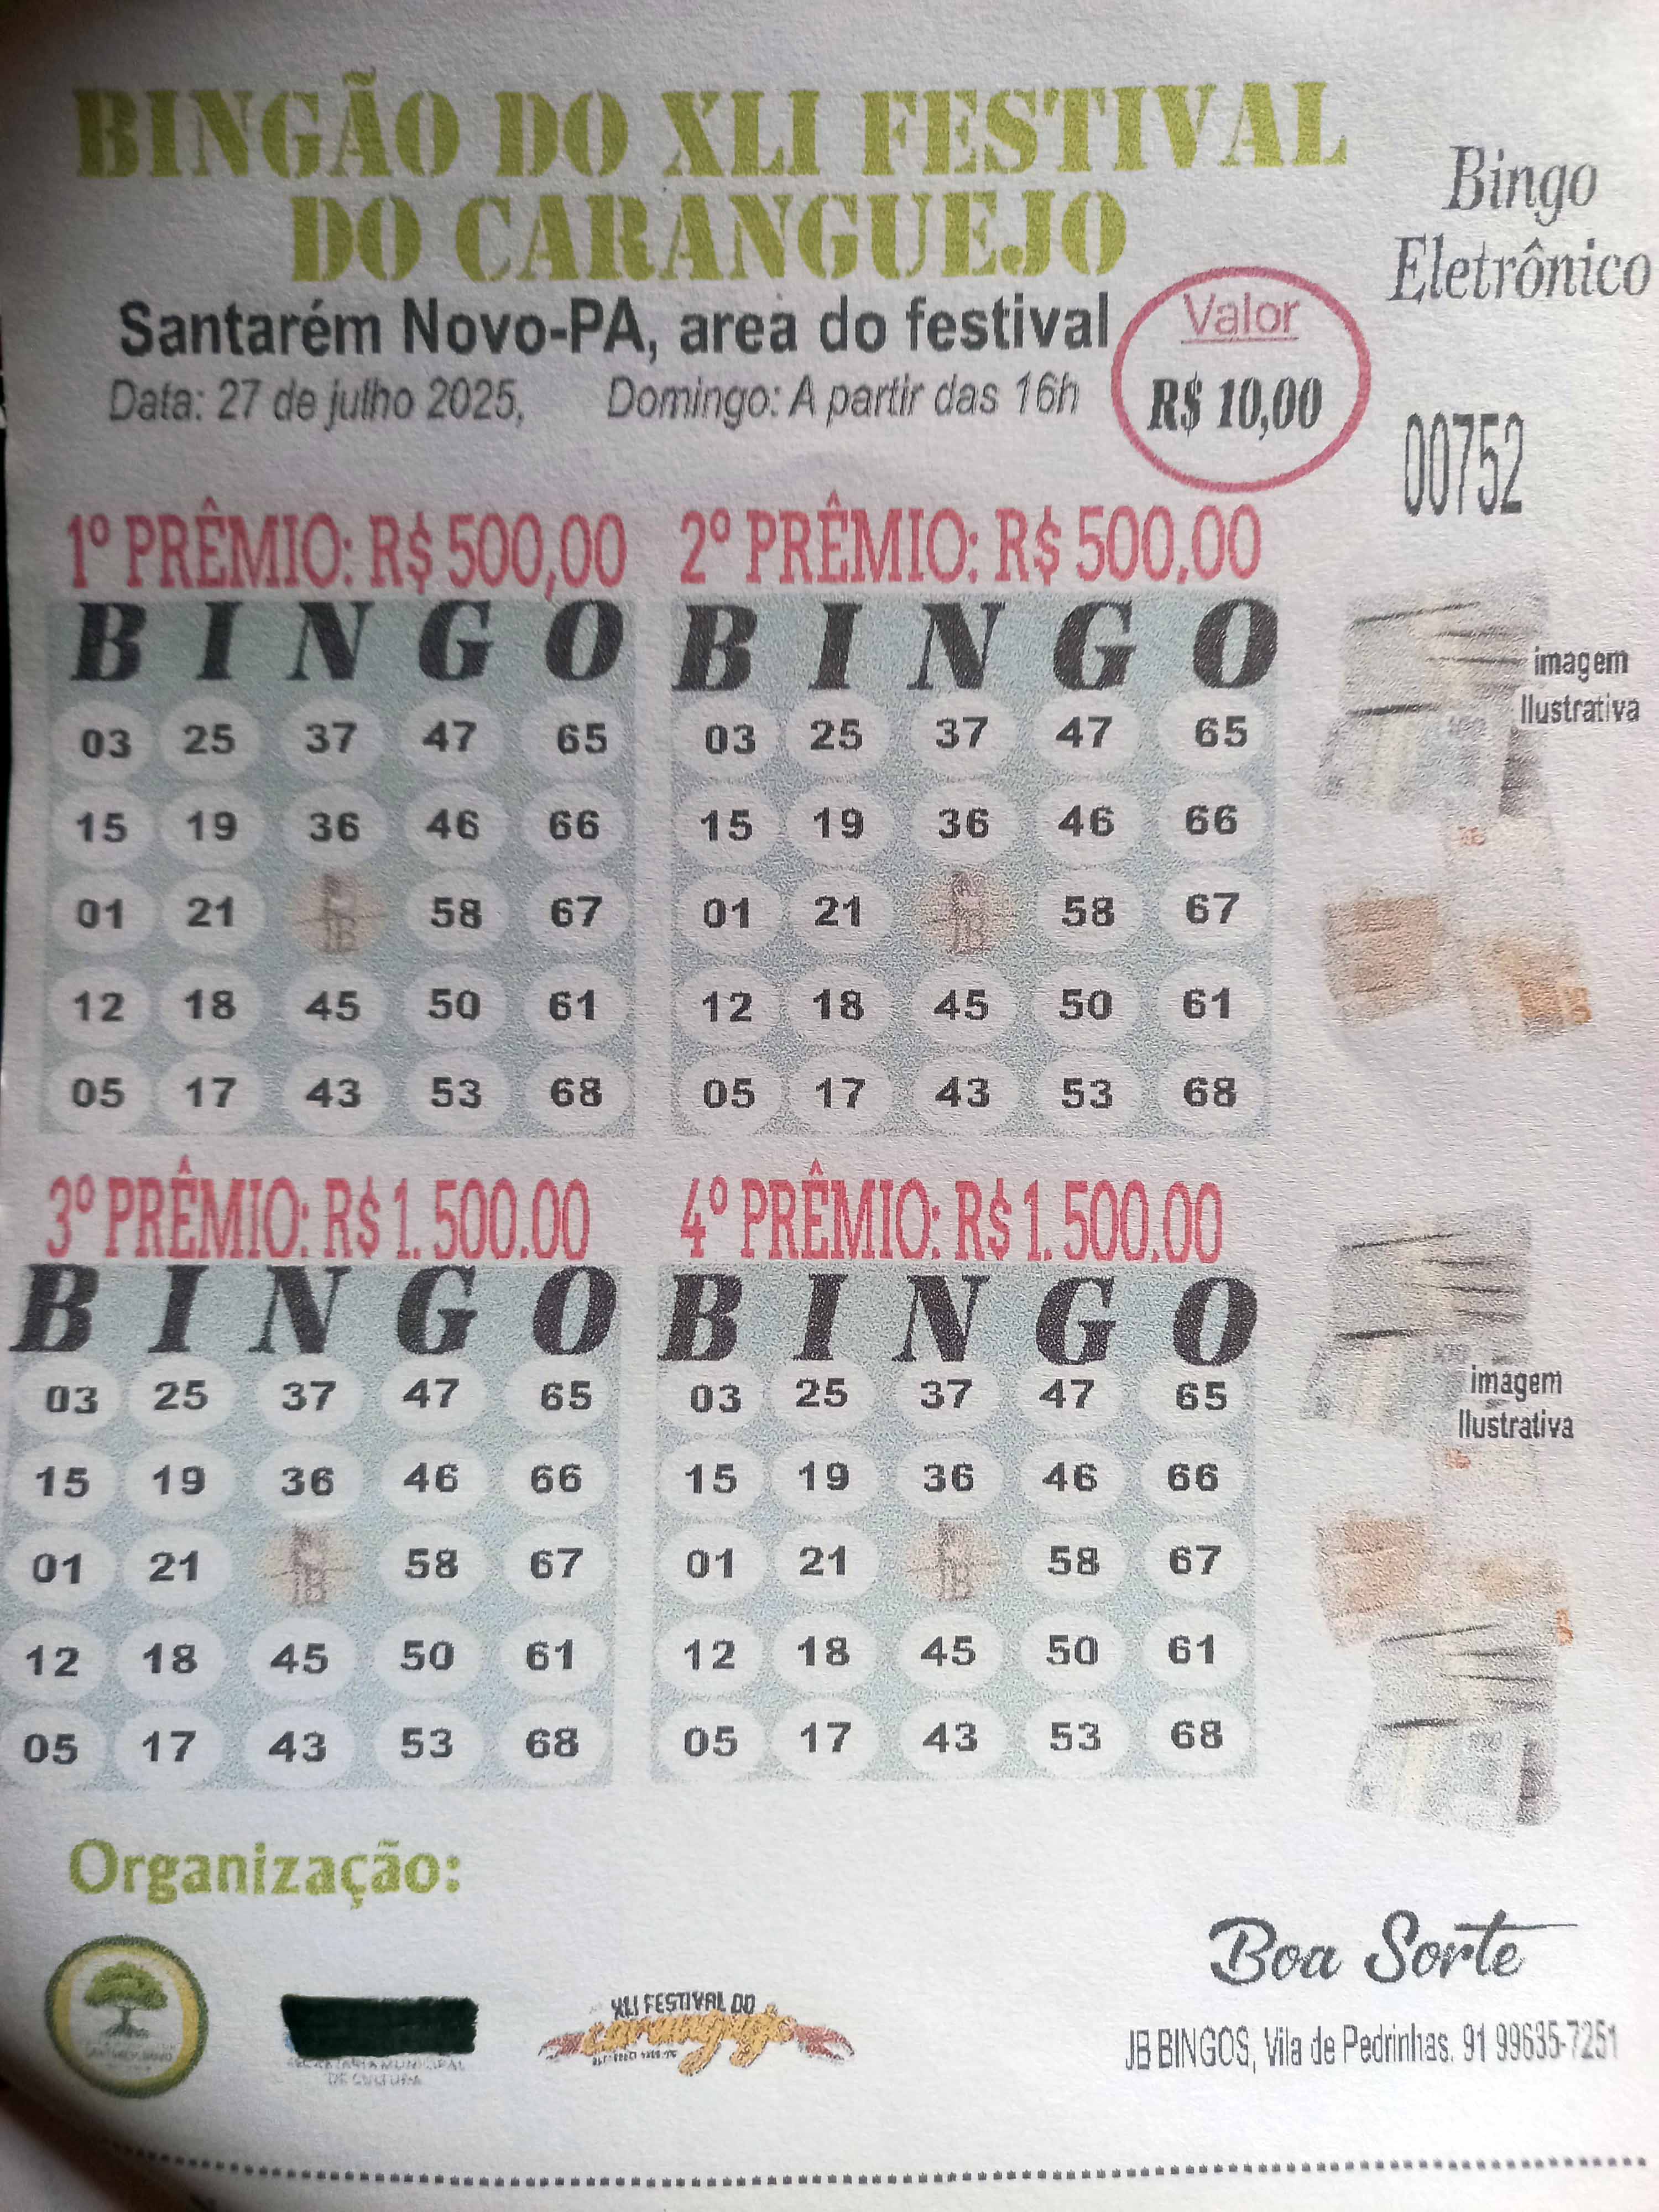 BINGÃO DO XLI FESTIVAL
DO CARANGUEJO
Santarém Novo-PA, area do festival
Data: 27 de julho 2025, Domingo: A partir das 16h
Valor
R$ 10,00
Bingo
Eletrônico
00752
1º PRÊMIO: R$ 500,00
B I N G O
03 25 37 47 65
15 19 36 46 66
01 21 JB 58 67
12 18 45 50 61
05 17 43 53 68
2º PRÊMIO: R$ 500,00
B I N G O
03 25 37 47 65
15 19 36 46 66
01 21 JB 58 67
12 18 45 50 61
05 17 43 53 68
imagem
Ilustrativa
3º PRÊMIO: R$ 1.500.00
B I N G O
03 25 37 47 65
15 19 36 46 66
01 21 JB 58 67
12 18 45 50 61
05 17 43 53 68
4º PRÊMIO: R$ 1.500,00
B I N G O
03 25 37 47 65
15 19 36 46 66
01 21 JB 58 67
12 18 45 50 61
05 17 43 53 68
imagem
Ilustrativa
Organização:
SECRETARIA MUNICIPAL
DE CULTURA
XLI FESTIVAL DO
caranguejo
Boa Sorte
JB BINGOS, Vila de Pedrinhas. 91 99635-7251